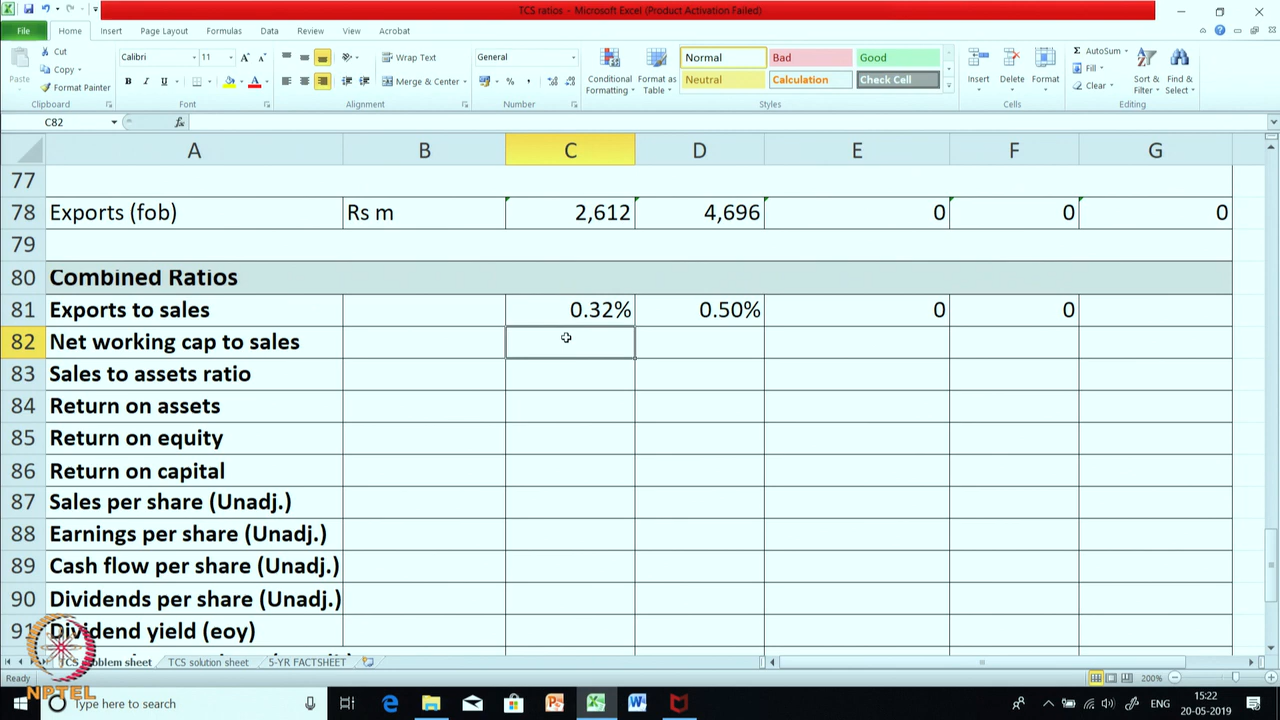 TCS ratios - Microsoft Excel (Product Activation Failed)
File Home Insert Page Layout Formulas Data Review View Acrobat
Cut
Copy
Format Painter
Paste
Clipboard
Calibri 11
B I U
Font
Wrap Text
Merge & Center
Alignment
General
% ,
Number
Conditional Formatting
Format as Table
Normal Bad Good
Neutral Calculation Check Cell
Styles
Insert Delete Format
Cells
AutoSum
Fill
Clear
Sort & Filter
Find & Select
Editing
C82 fx
A B C D E F G
77
78 Exports (fob) Rs m 2,612 4,696 0 0 0
79
80 Combined Ratios
81 Exports to sales 0.32% 0.50% 0 0
82 Net working cap to sales
83 Sales to assets ratio
84 Return on assets
85 Return on equity
86 Return on capital
87 Sales per share (Unadj.)
88 Earnings per share (Unadj.)
89 Cash flow per share (Unadj.)
90 Dividends per share (Unadj.)
91 Dividend yield (eoy)
TCS problem sheet TCS solution sheet 5-YR FACTSHEET
Ready 200%
NPTEL
Type here to search
ENG
15:22
20-05-2019